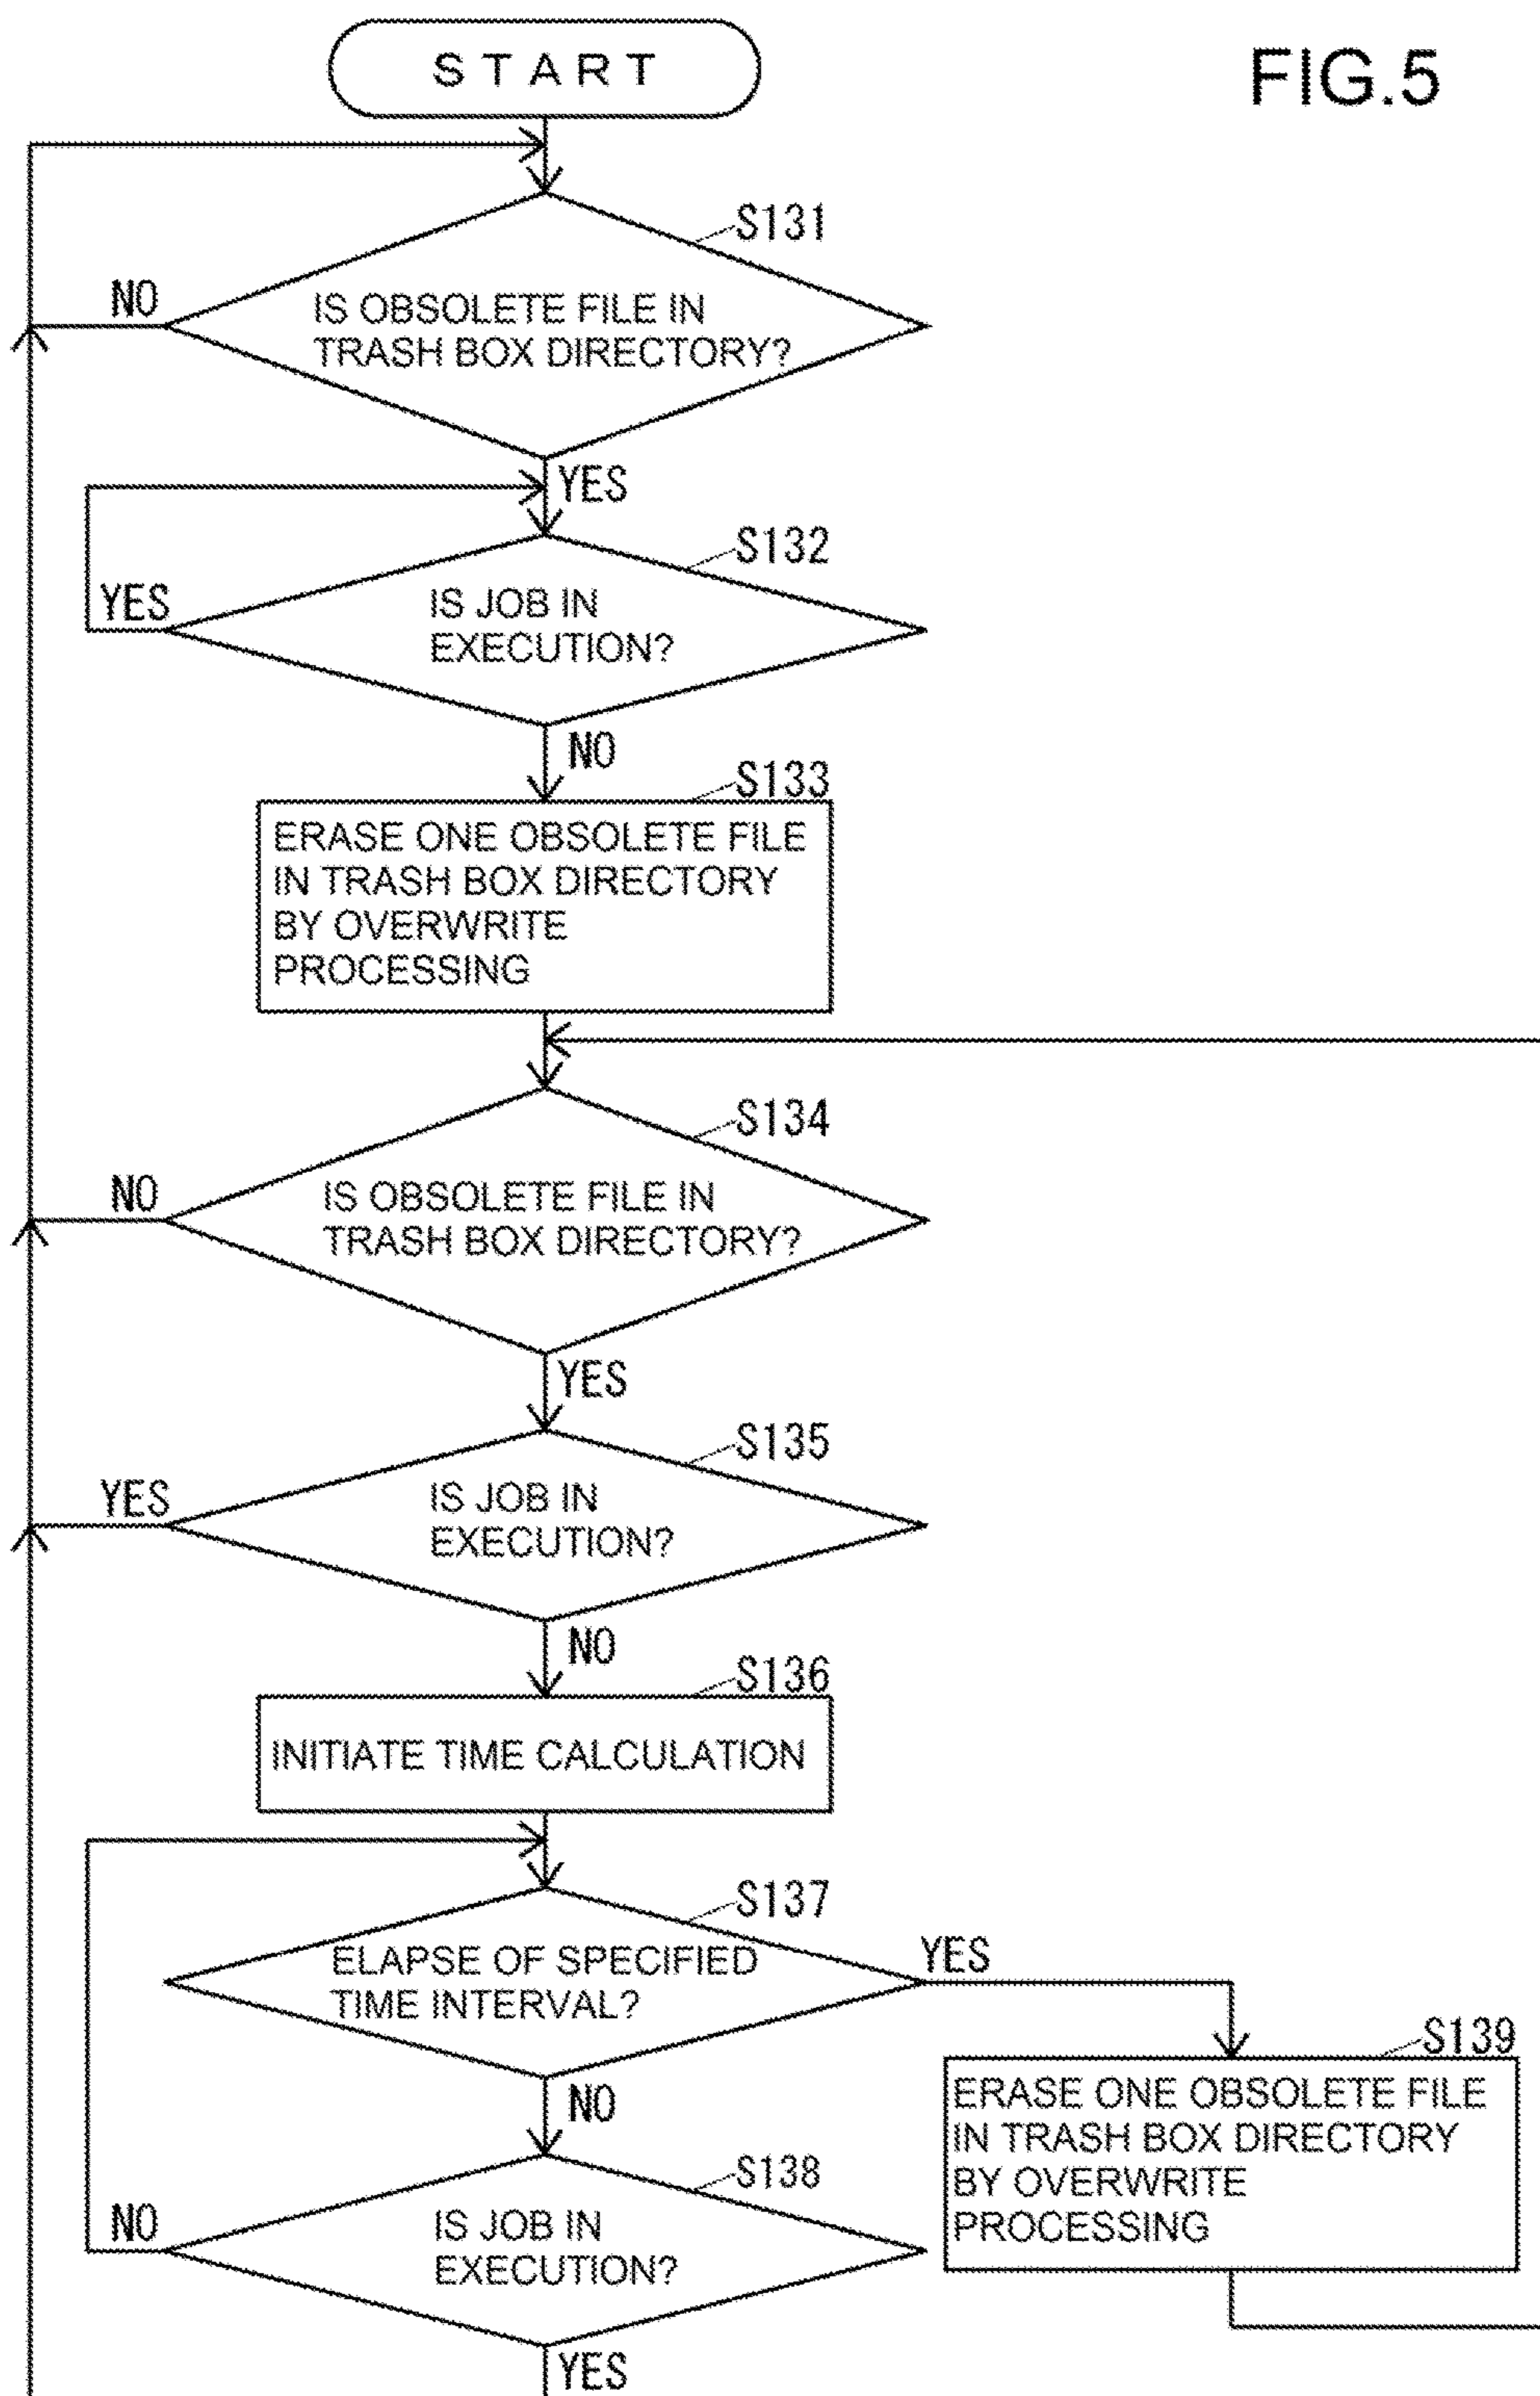 START
FIG.5
S131
NO
IS OBSOLETE FILE IN
TRASH BOX DIRECTORY?
YES
S132
YES
IS JOB IN
EXECUTION?
NO
S133
ERASE ONE OBSOLETE FILE
IN TRASH BOX DIRECTORY
BY OVERWRITE
PROCESSING
S134
NO
IS OBSOLETE FILE IN
TRASH BOX DIRECTORY?
YES
S135
YES
IS JOB IN
EXECUTION?
NO
S136
INITIATE TIME CALCULATION
S137
ELAPSE OF SPECIFIED
TIME INTERVAL?
YES
NO
S139
ERASE ONE OBSOLETE FILE
IN TRASH BOX DIRECTORY
BY OVERWRITE
PROCESSING
S138
NO
IS JOB IN
EXECUTION?
YES